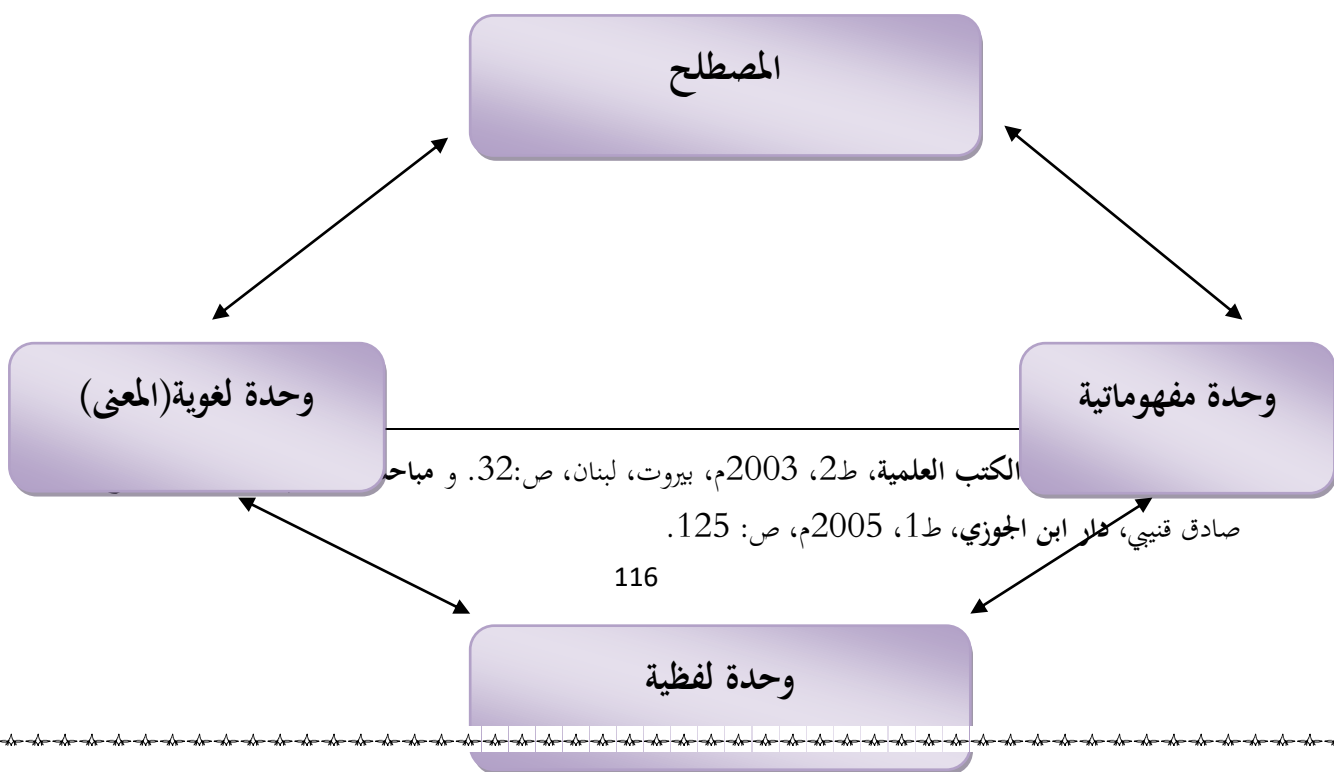 المصطلح
وحدة مفهوماتية
وحدة لغوية(المعنى)
الكتب العلمية، ط2، 2003م، بيروت، لبنان، ص:32. و
صادق قنيبي، دار ابن الجوزي، ط1، 2005م، ص: 125.
116
وحدة لفظية